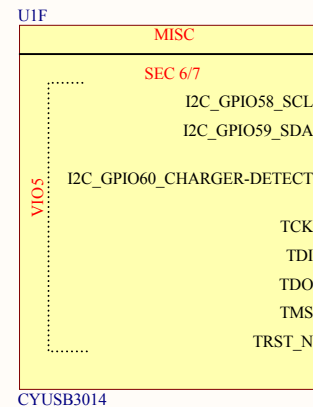 U1F
MISC
SEC 6/7
I2C_GPIO58_SCL
I2C_GPIO59_SDA
I2C_GPIO60_CHARGER-DETECT
VIO5
TCK
TDI
TDO
TMS
TRST_N
CYUSB3014